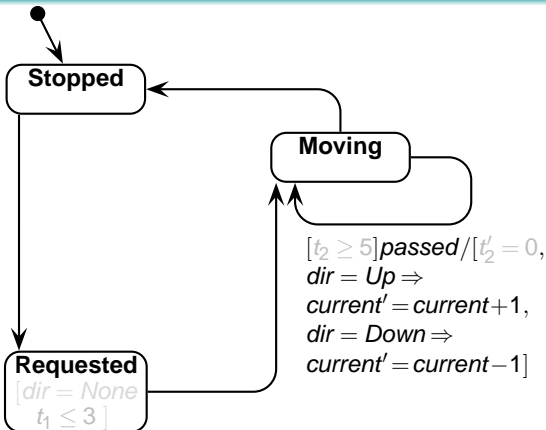 Stopped
Moving
[t₂ ≥ 5]passed/[t₂′ = 0,
dir = Up ⇒
current′ = current+1,
dir = Down ⇒
current′ = current−1]
Requested
[dir = None
t₁ ≤ 3 ]